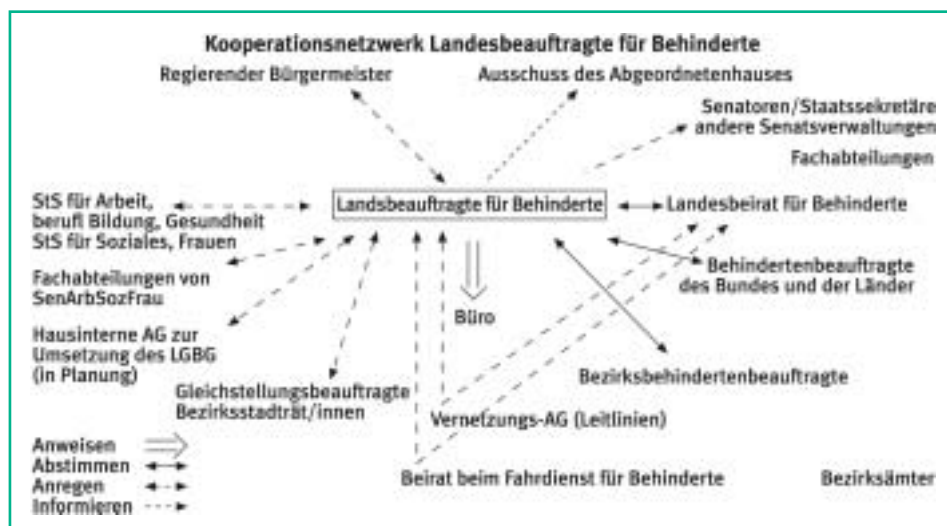 Kooperationsnetzwerk Landesbeauftragte für Behinderte
Regierender Bürgermeister
Ausschuss des Abgeordnetenhauses
Senatoren/Staatssekretäre
andere Senatsverwaltungen
Fachabteilungen
StS für Arbeit,
berufl Bildung, Gesundheit
StS für Soziales, Frauen
Landsbeauftragte für Behinderte
Landesbeirat für Behinderte
Fachabteilungen von
SenArbSozFrau
Behindertenbeauftragte
des Bundes und der Länder
Büro
Hausinterne AG zur
Umsetzung des LGBG
(in Planung)
Gleichstellungsbeauftragte
Bezirksstadträt/innen
Bezirksbehindertenbeauftragte
Vernetzungs-AG (Leitlinien)
Anweisen
Abstimmen
Anregen
Informieren
Beirat beim Fahrdienst für Behinderte
Bezirksämter